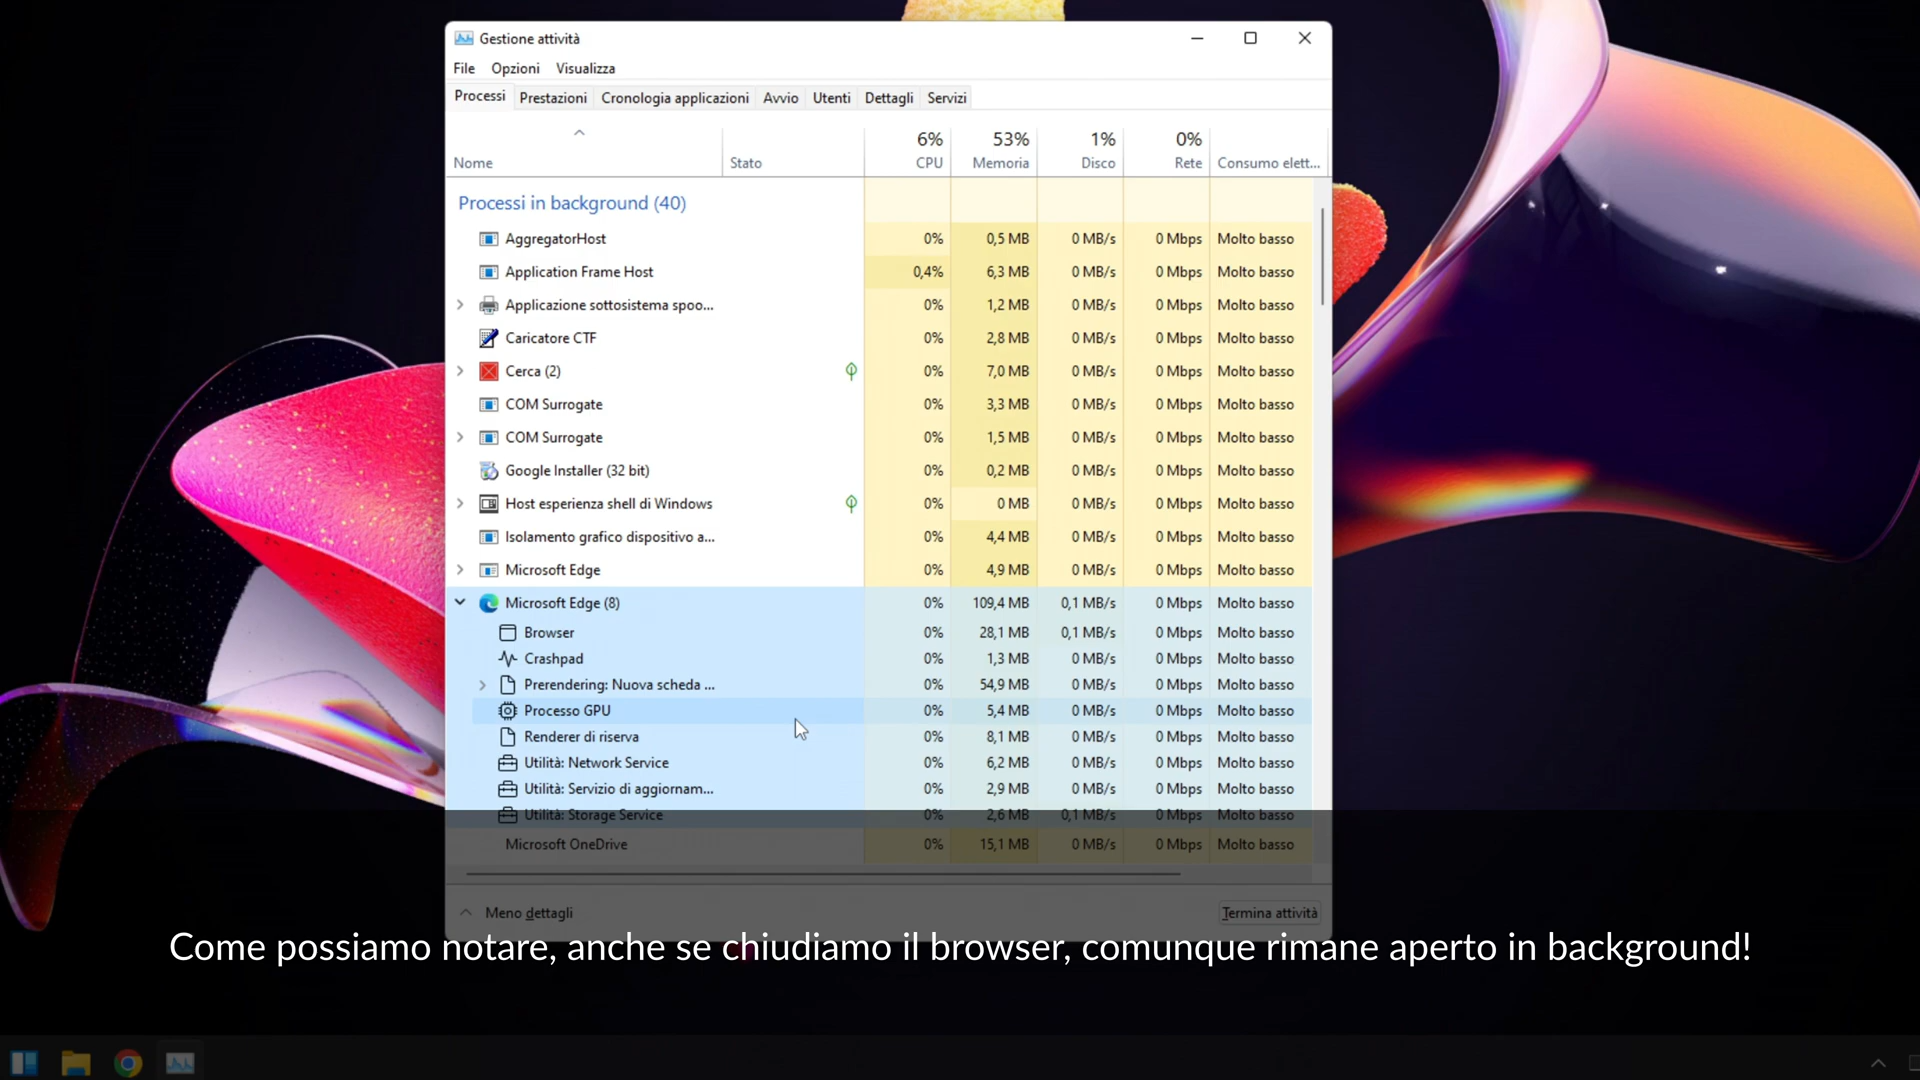 Gestione attività
File Opzioni Visualizza
Processi Prestazioni Cronologia applicazioni Avvio Utenti Dettagli Servizi
6% 53% 1% 0%
Nome Stato CPU Memoria Disco Rete Consumo elett...
Processi in background (40)
AggregatorHost 0% 0,5 MB 0 MB/s 0 Mbps Molto basso
Application Frame Host 0,4% 6,3 MB 0 MB/s 0 Mbps Molto basso
Applicazione sottosistema spoo... 0% 1,2 MB 0 MB/s 0 Mbps Molto basso
Caricatore CTF 0% 2,8 MB 0 MB/s 0 Mbps Molto basso
Cerca (2) 0% 7,0 MB 0 MB/s 0 Mbps Molto basso
COM Surrogate 0% 3,3 MB 0 MB/s 0 Mbps Molto basso
COM Surrogate 0% 1,5 MB 0 MB/s 0 Mbps Molto basso
Google Installer (32 bit) 0% 0,2 MB 0 MB/s 0 Mbps Molto basso
Host esperienza shell di Windows 0% 0 MB 0 MB/s 0 Mbps Molto basso
Isolamento grafico dispositivo a... 0% 4,4 MB 0 MB/s 0 Mbps Molto basso
Microsoft Edge 0% 4,9 MB 0 MB/s 0 Mbps Molto basso
Microsoft Edge (8) 0% 109,4 MB 0,1 MB/s 0 Mbps Molto basso
Browser 0% 28,1 MB 0,1 MB/s 0 Mbps Molto basso
Crashpad 0% 1,3 MB 0 MB/s 0 Mbps Molto basso
Prerendering: Nuova scheda ... 0% 54,9 MB 0 MB/s 0 Mbps Molto basso
Processo GPU 0% 5,4 MB 0 MB/s 0 Mbps Molto basso
Renderer di riserva 0% 8,1 MB 0 MB/s 0 Mbps Molto basso
Utilità: Network Service 0% 6,2 MB 0 MB/s 0 Mbps Molto basso
Utilità: Servizio di aggiornam... 0% 2,9 MB 0 MB/s 0 Mbps Molto basso
Utilità: Storage Service 0% 2,6 MB 0,1 MB/s 0 Mbps Molto basso
Microsoft OneDrive 0% 15,1 MB 0 MB/s 0 Mbps Molto basso
Meno dettagli Termina attività
Come possiamo notare, anche se chiudiamo il browser, comunque rimane aperto in background!